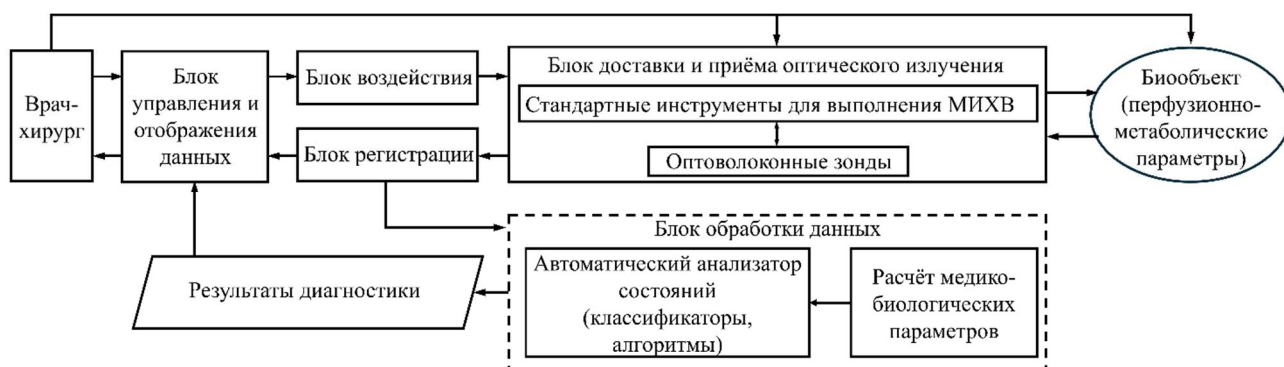 Врач-
хирург
Блок
управления и
отображения
данных
Блок воздействия
Блок регистрации
Блок доставки и приёма оптического излучения
Стандартные инструменты для выполнения МИХВ
Оптоволоконные зонды
Биообъект
(перфузионно-
метаболические
параметры)
Блок обработки данных
Результаты диагностики
Автоматический анализатор
состояний
(классификаторы,
алгоритмы)
Расчёт медико-
биологических
параметров